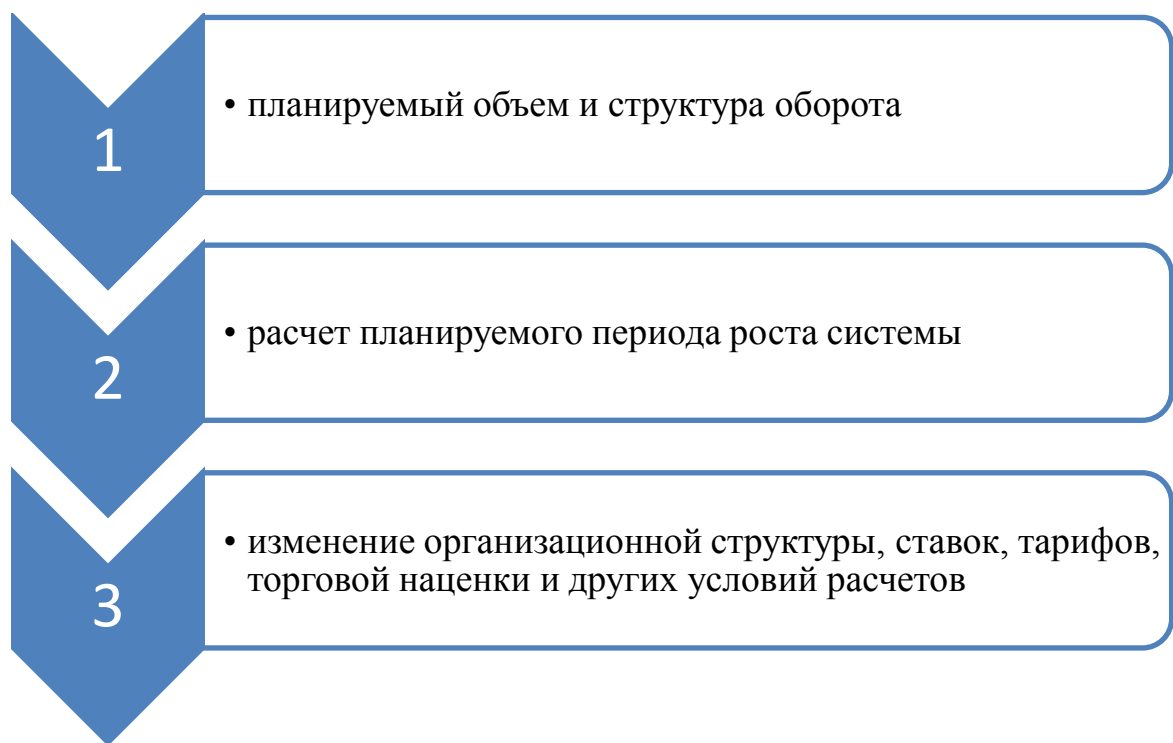 1
• планируемый объем и структура оборота
2
• расчет планируемого периода роста системы
3
• изменение организационной структуры, ставок, тарифов,
торговой наценки и других условий расчетов